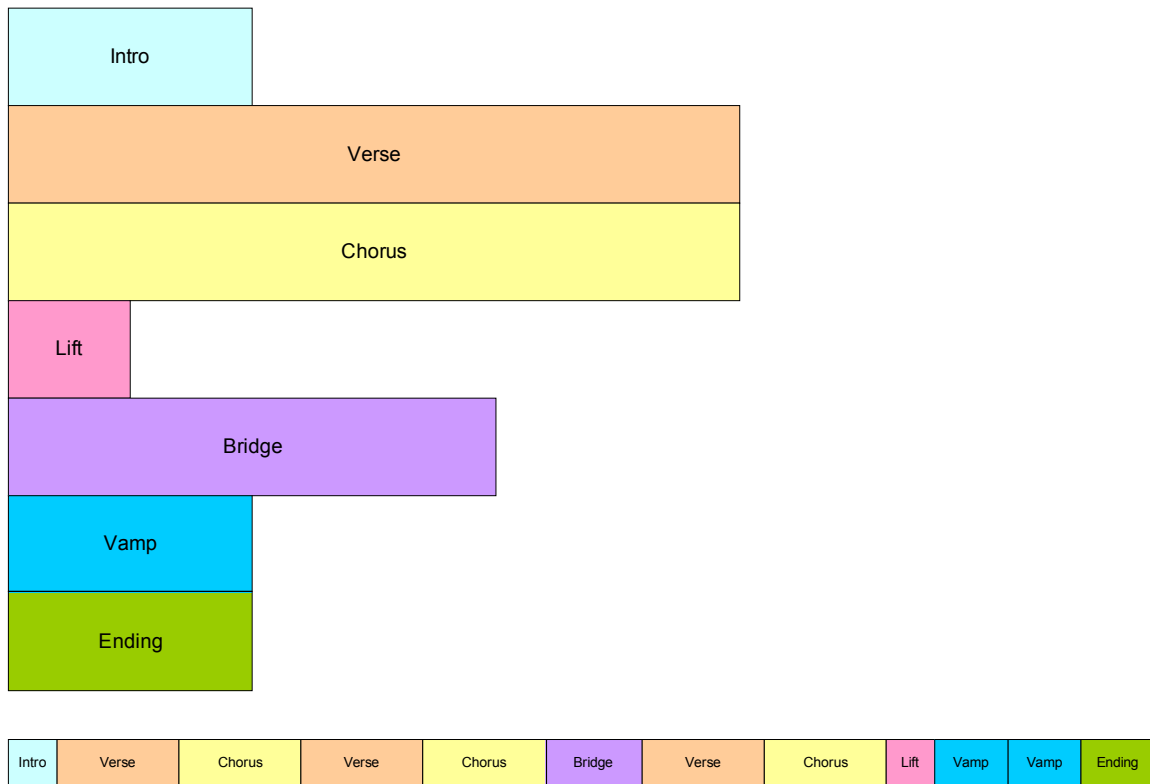 Intro
Verse
Chorus
Lift
Bridge
Vamp
Ending
Intro Verse Chorus Verse Chorus Bridge Verse Chorus Lift Vamp Vamp Ending